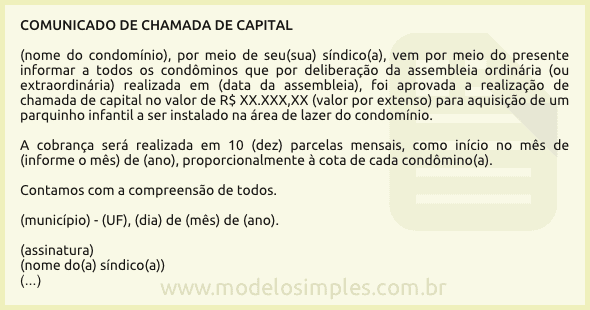 COMUNICADO DE CHAMADA DE CAPITAL
(nome do condomínio), por meio de seu(sua) síndico(a), vem por meio do presente
informar a todos os condôminos que por deliberação da assembleia ordinária (ou
extraordinária) realizada em (data da assembleia), foi aprovada a realização de
chamada de capital no valor de R$ XX.XXX,XX (valor por extenso) para aquisição de um
parquinho infantil a ser instalado na área de lazer do condomínio.
A cobrança será realizada em 10 (dez) parcelas mensais, como início no mês de
(informe o mês) de (ano), proporcionalmente à cota de cada condômino(a).
Contamos com a compreensão de todos.
(município) - (UF), (dia) de (mês) de (ano).
(assinatura)
(nome do(a) síndico(a))
(...)
www.modelosimples.com.br